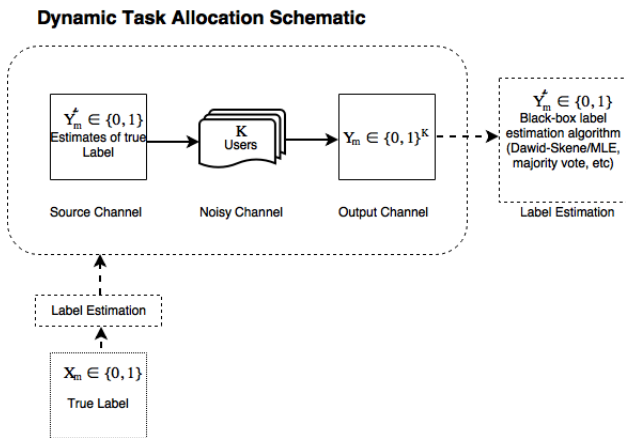 Dynamic Task Allocation Schematic
Yₘᵗ ∈ {0, 1}
Estimates of true
Label
K
Users
Yₘ ∈ {0, 1}ᴷ
Source Channel
Noisy Channel
Output Channel
Yₘᵗ ∈ {0, 1}
Black-box label
estimation algorithm
(Dawid-Skene/MLE,
majority vote, etc)
Label Estimation
Label Estimation
Xₘ ∈ {0, 1}
True Label